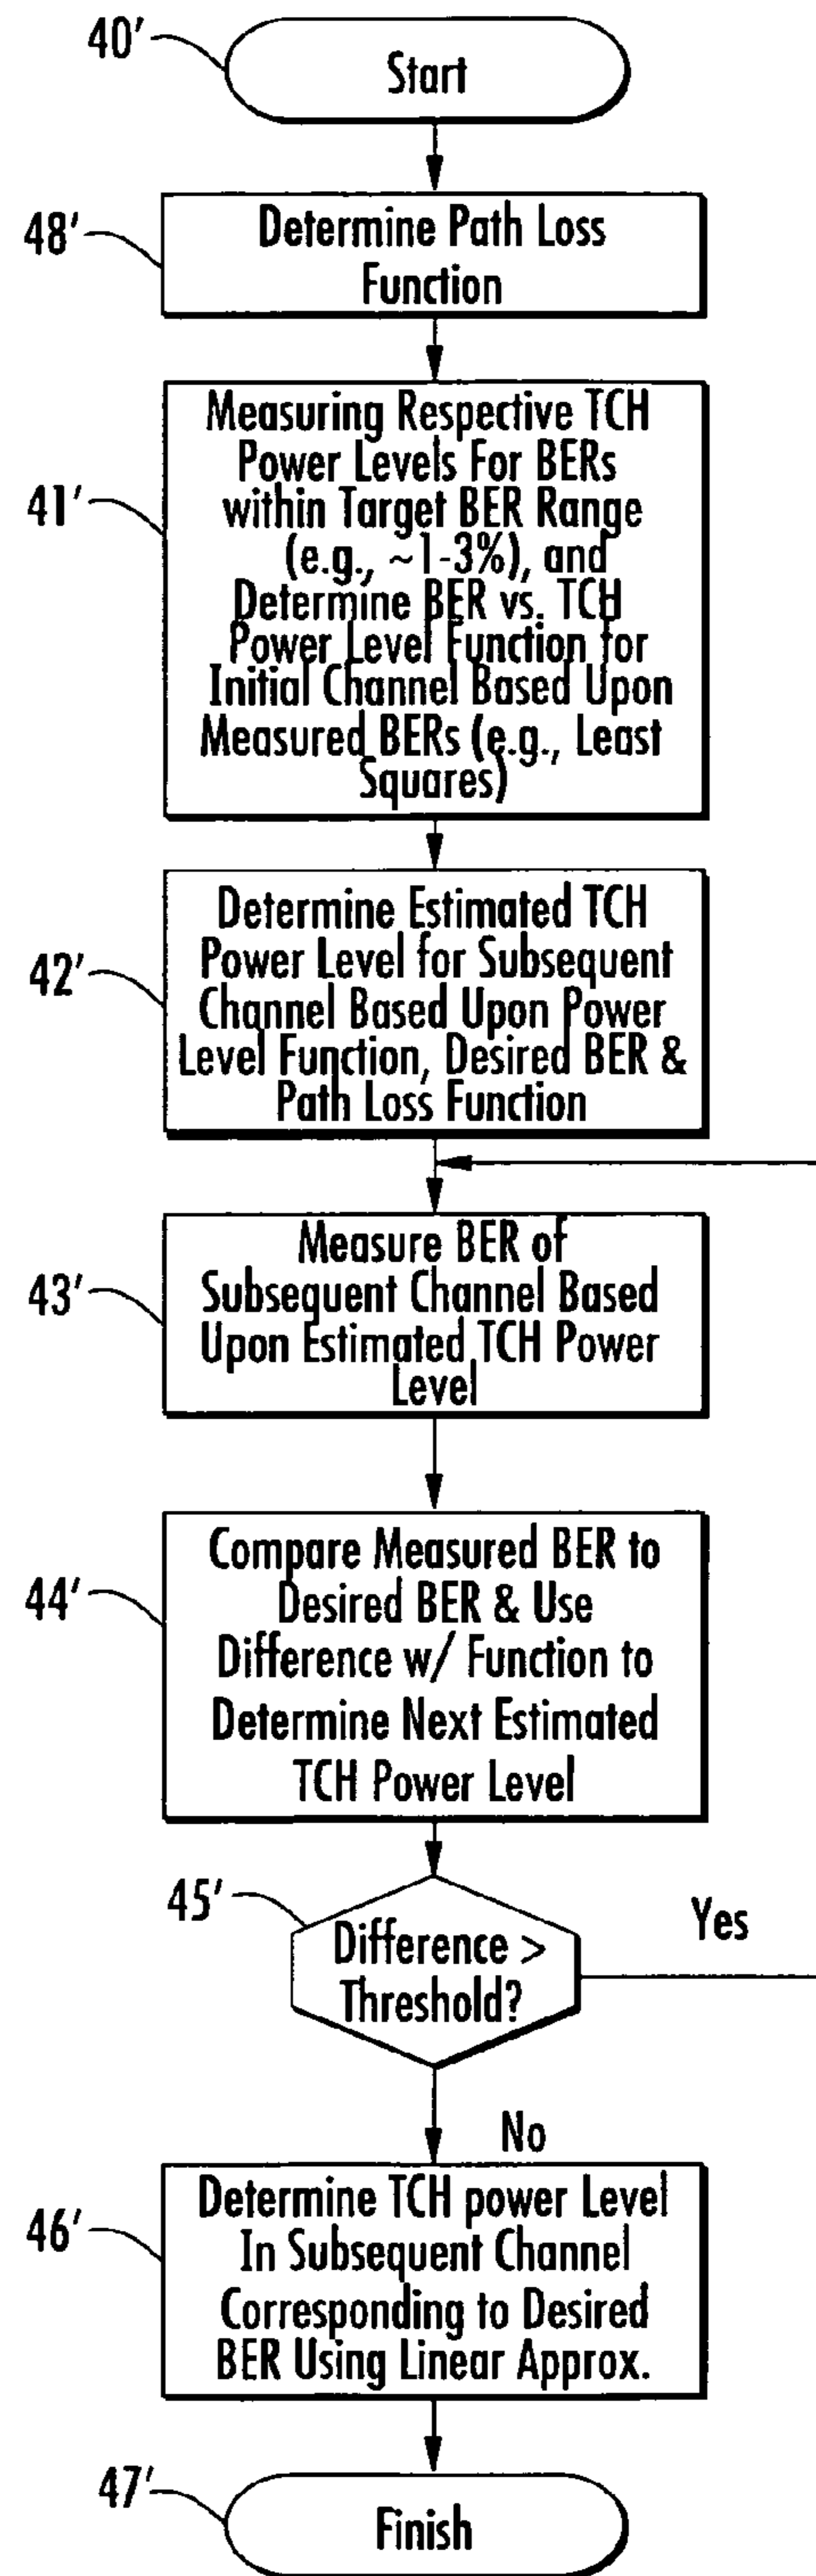 40'
Start
48'
Determine Path Loss
Function
41'
Measuring Respective TCH
Power Levels For BERs
within Target BER Range
(e.g., ~1-3%), and
Determine BER vs. TCH
Power Level Function for
Initial Channel Based Upon
Measured BERs (e.g., Least
Squares)
42'
Determine Estimated TCH
Power Level for Subsequent
Channel Based Upon Power
Level Function, Desired BER &
Path Loss Function
43'
Measure BER of
Subsequent Channel Based
Upon Estimated TCH Power
Level
44'
Compare Measured BER to
Desired BER & Use
Difference w/ Function to
Determine Next Estimated
TCH Power Level
45'
Difference >
Threshold?
Yes
No
46'
Determine TCH power Level
In Subsequent Channel
Corresponding to Desired
BER Using Linear Approx.
47'
Finish